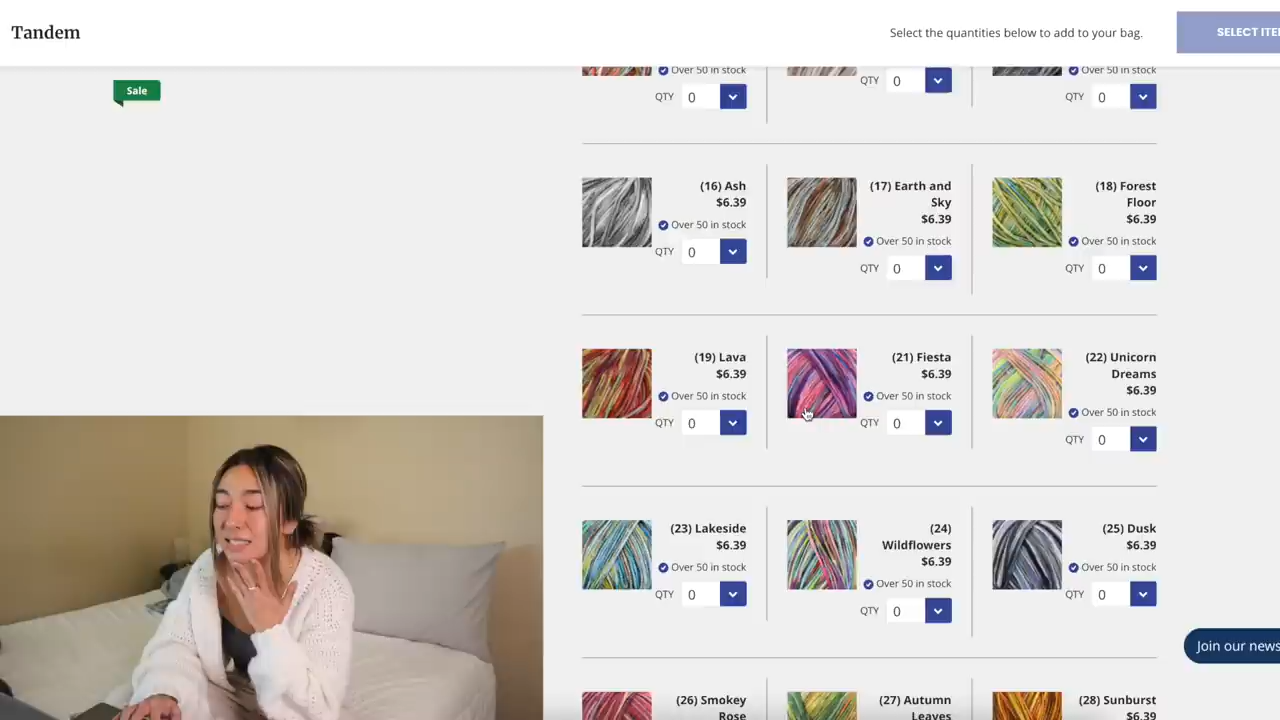 Tandem
Select the quantities below to add to your bag.
SELECT ITE
Sale
Over 50 in stock
QTY 0
QTY 0
Over 50 in stock
QTY 0
(16) Ash
$6.39
Over 50 in stock
QTY 0
(17) Earth and
Sky
$6.39
Over 50 in stock
QTY 0
(18) Forest
Floor
$6.39
Over 50 in stock
QTY 0
(19) Lava
$6.39
Over 50 in stock
QTY 0
(21) Fiesta
$6.39
Over 50 in stock
QTY 0
(22) Unicorn
Dreams
$6.39
Over 50 in stock
QTY 0
(23) Lakeside
$6.39
Over 50 in stock
QTY 0
(24)
Wildflowers
$6.39
Over 50 in stock
QTY 0
(25) Dusk
$6.39
Over 50 in stock
QTY 0
Join our news
(26) Smokey
Rose
(27) Autumn
Leaves
(28) Sunburst
$6.39